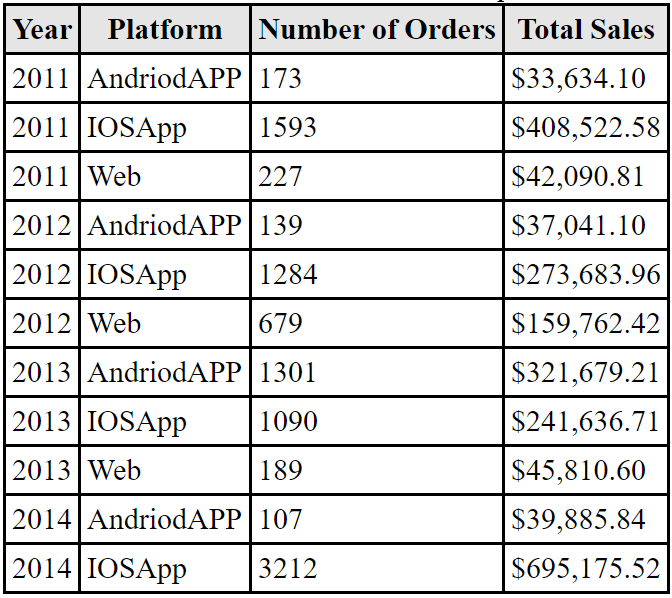 Year Platform Number of Orders Total Sales
2011 AndriodAPP 173 $33,634.10
2011 IOSApp 1593 $408,522.58
2011 Web 227 $42,090.81
2012 AndriodAPP 139 $37,041.10
2012 IOSApp 1284 $273,683.96
2012 Web 679 $159,762.42
2013 AndriodAPP 1301 $321,679.21
2013 IOSApp 1090 $241,636.71
2013 Web 189 $45,810.60
2014 AndriodAPP 107 $39,885.84
2014 IOSApp 3212 $695,175.52